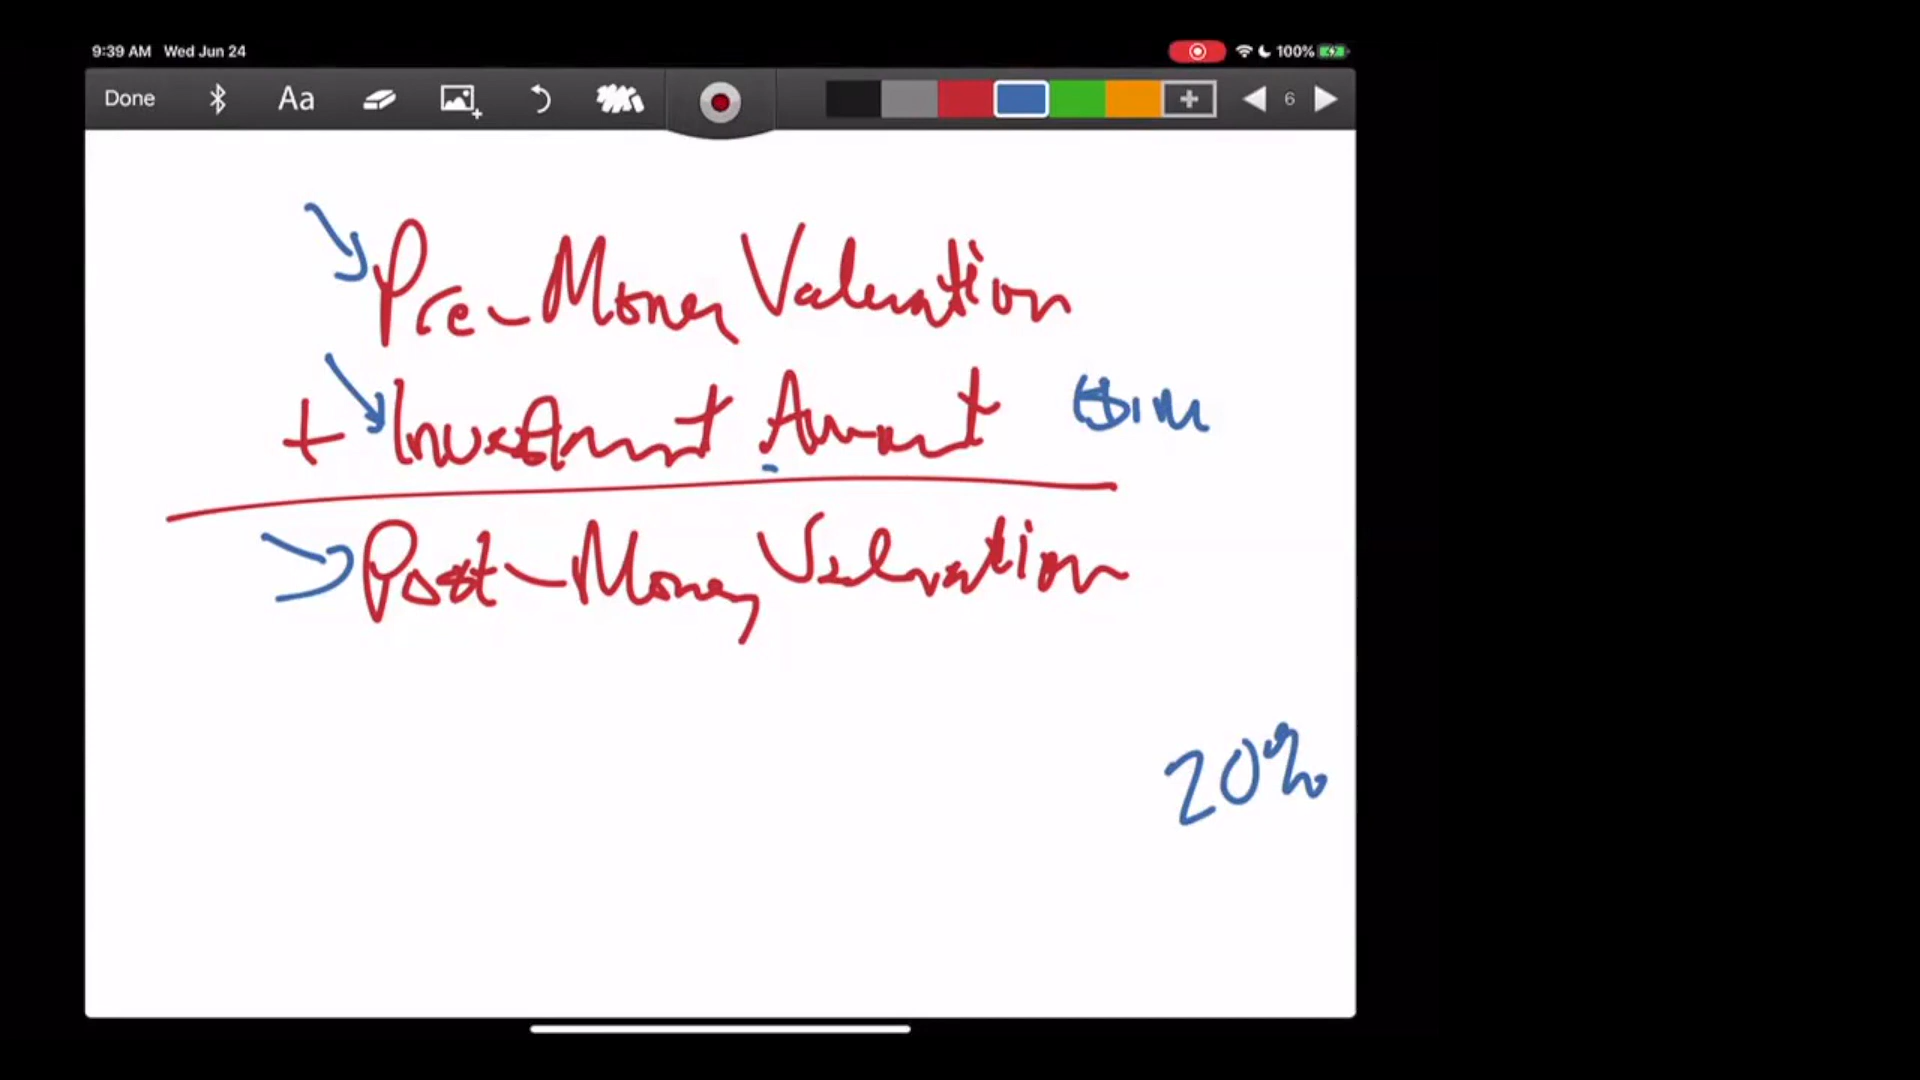 9:39 AM Wed Jun 24
100%
Done Aa 6
Pre-Money Valuation
+ Investment Amount $1M
Post-Money Valuation
20%